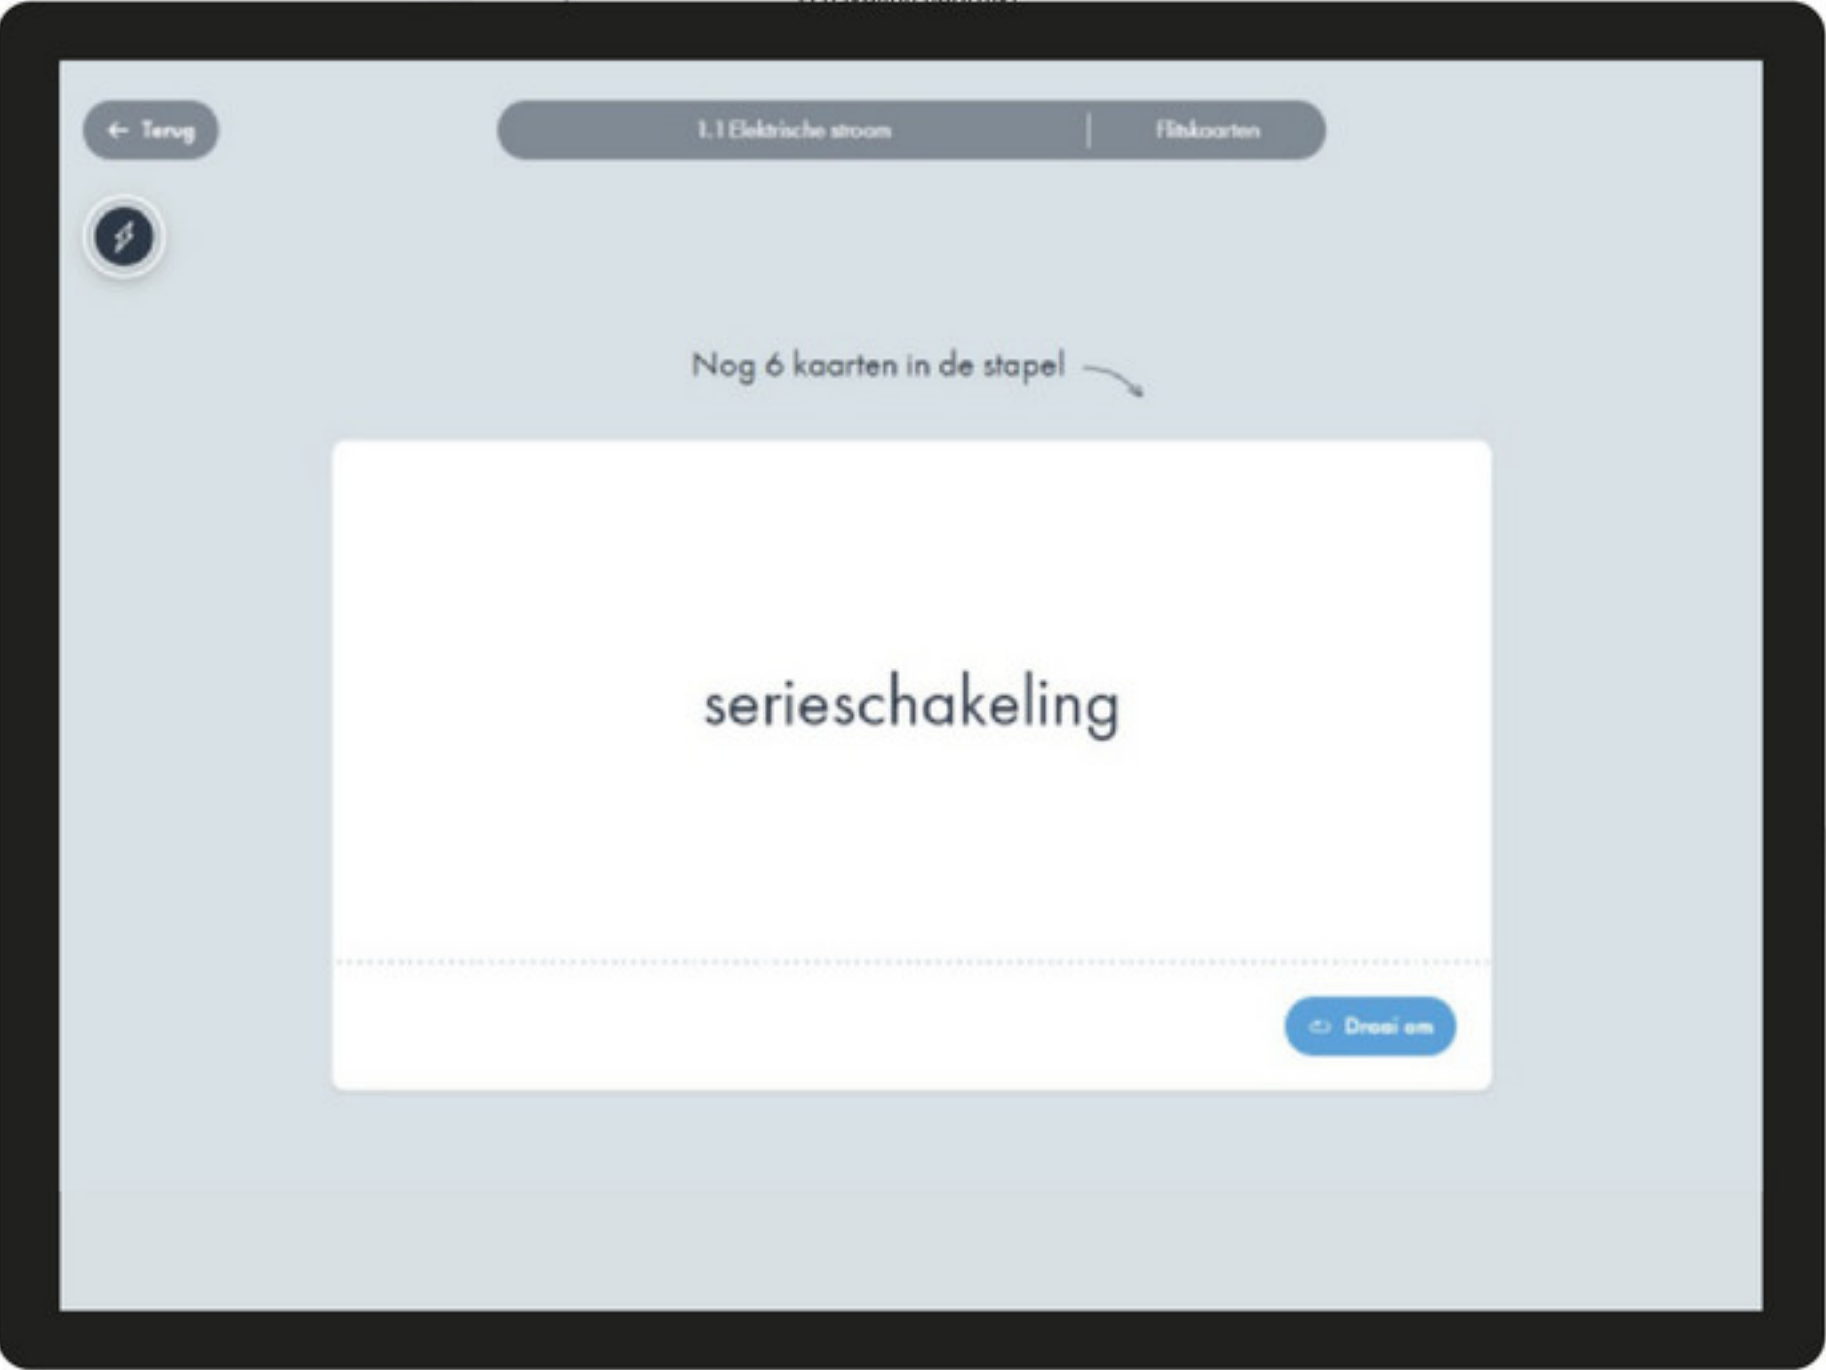 Terug
1.1 Elektrische stroom
Flitskaarten
Nog 6 kaarten in de stapel
serieschakeling
Draai om